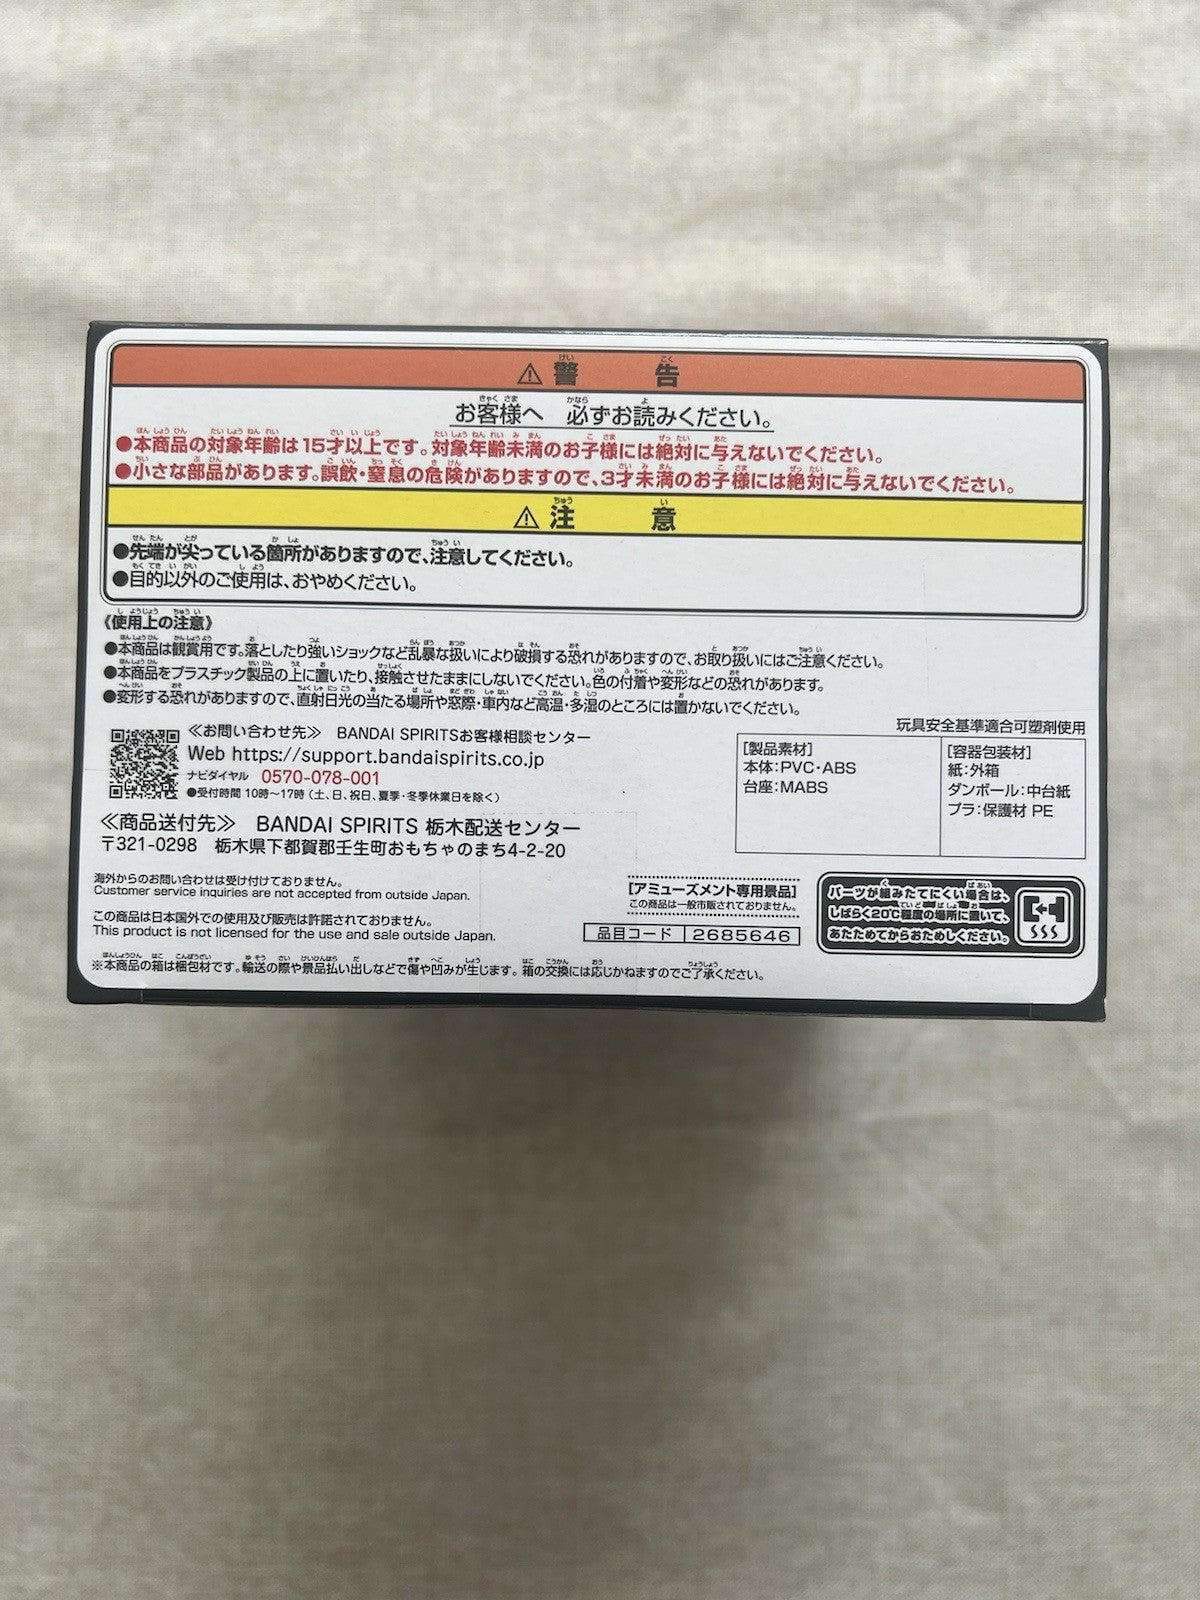 ⚠警告
お客様へ 必ずお読みください。
●本商品の対象年齢は15才以上です。対象年齢未満のお子様には絶対に与えないでください。
●小さな部品があります。誤飲・窒息の危険がありますので、3才未満のお子様には絶対に与えないでください。
⚠注意
●先端が尖っている箇所がありますので、注意してください。
●目的以外のご使用は、おやめください。
《使用上の注意》
●本商品は観賞用です。落としたり強いショックなど乱暴な扱いにより破損する恐れがありますので、お取り扱いにはご注意ください。
●本商品をプラスチック製品の上に置いたり、接触させたままにしないでください。色の付着や変形などの恐れがあります。
●変形する恐れがありますので、直射日光の当たる場所や窓際・車内など高温・多湿のところには置かないでください。
≪お問い合わせ先≫ BANDAI SPIRITSお客様相談センター
Web https://support.bandaispirits.co.jp
ナビダイヤル 0570-078-001
●受付時間 10時〜17時(土、日、祝日、夏季・冬季休業日を除く)
≪商品送付先≫ BANDAI SPIRITS 栃木配送センター
〒321-0298 栃木県下都賀郡壬生町おもちゃのまち4-2-20
玩具安全基準適合可塑剤使用
[製品素材]
本体:PVC・ABS
台座:MABS
[容器包装材]
紙:外箱
ダンボール:中台紙
プラ:保護材 PE
海外からのお問い合わせは受け付けておりません。
Customer service inquiries are not accepted from outside Japan.
この商品は日本国外での使用及び販売は許諾されておりません。
This product is not licensed for the use and sale outside Japan.
[アミューズメント専用景品]
この商品は一般市販されておりません。
品目コード 2685646
パーツが組みたてにくい場合は、
しばらく20℃程度の場所に置いて、
あたためてからおためしください。
※本商品の箱は梱包材です。輸送の際や景品払い出しなどで傷や凹みが生じます。箱の交換には応じかねますのでご了承ください。